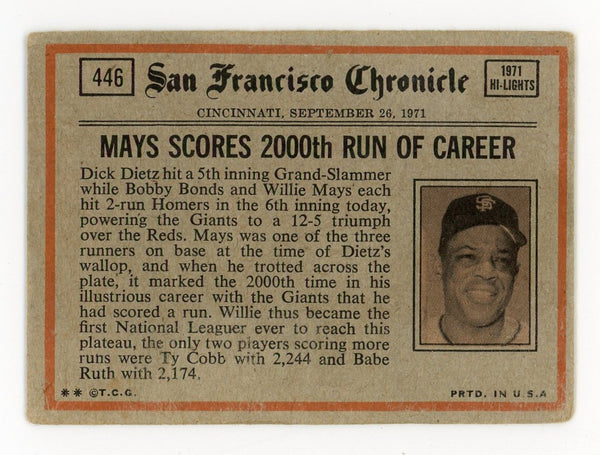 446
San Francisco Chronicle
1971
HI-LIGHTS
CINCINNATI, SEPTEMBER 26, 1971
MAYS SCORES 2000th RUN OF CAREER
Dick Dietz hit a 5th inning Grand-Slammer
while Bobby Bonds and Willie Mays each
hit 2-run Homers in the 6th inning today,
powering the Giants to a 12-5 triumph
over the Reds. Mays was one of the three
runners on base at the time of Dietz's
wallop, and when he trotted across the
plate, it marked the 2000th time in his
illustrious career with the Giants that he
had scored a run. Willie thus became the
first National Leaguer ever to reach this
plateau, the only two players scoring more
runs were Ty Cobb with 2,244 and Babe
Ruth with 2,174.
SF
** ©T.C.G.
PRTD. IN U.S.A